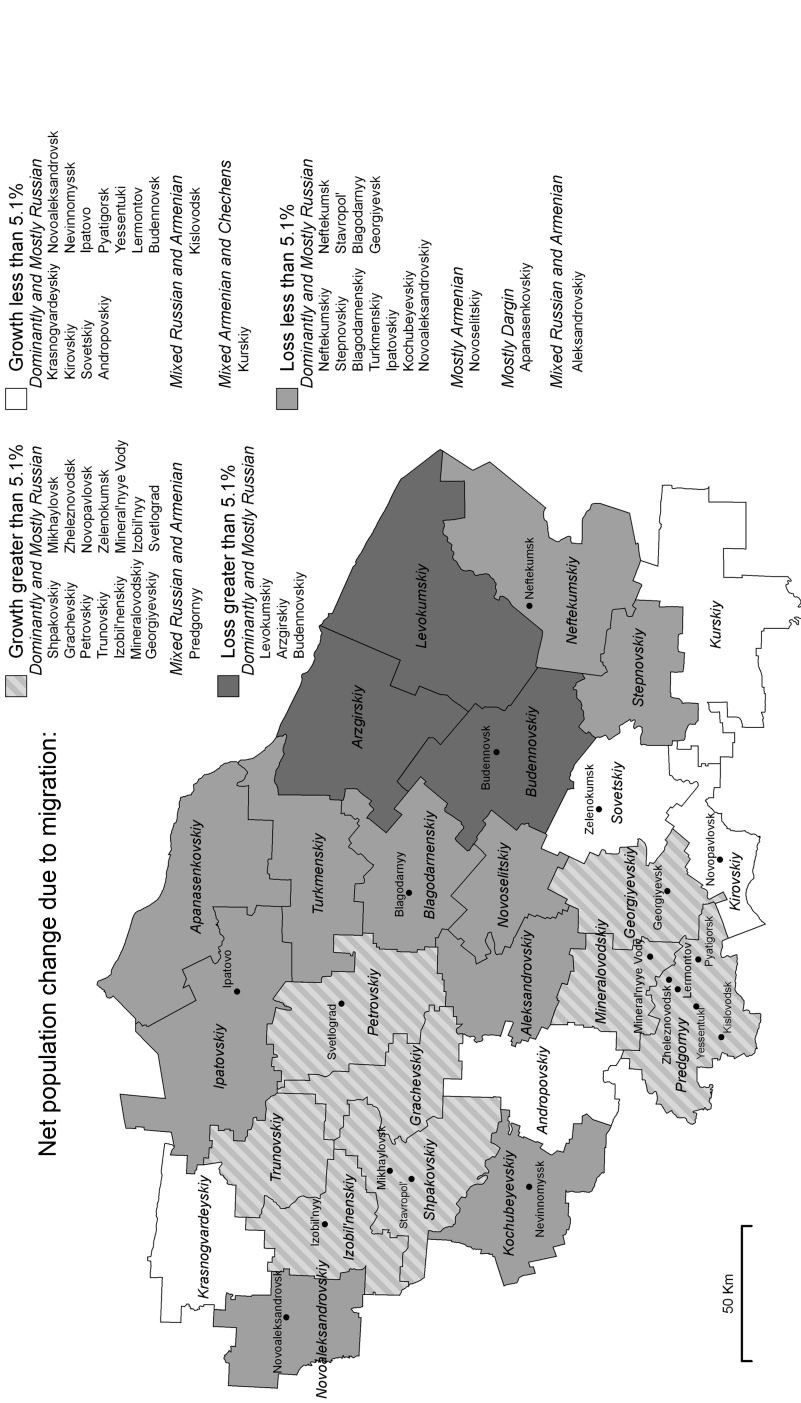 Net population change due to migration:
Growth greater than 5.1%
Dominantly and Mostly Russian
Shpakovskiy Mikhaylovsk
Grachevskiy Zheleznovodsk
Petrovskiy Novopavlovsk
Trunovskiy Zelenokumsk
Izobil'nenskiy Mineral'nyye Vody
Mineralovodskiy Izobil'nyy
Georgiyevskiy Svetlograd
Mixed Russian and Armenian
Predgornyy
Loss greater than 5.1%
Dominantly and Mostly Russian
Levokumskiy
Arzgirskiy
Budennovskiy
Growth less than 5.1%
Dominantly and Mostly Russian
Krasnogvardeyskiy Novoaleksandrovsk
Kirovskiy Nevinnomyssk
Sovetskiy Ipatovo
Andropovskiy Pyatigorsk
Yessentuki
Lermontov
Budennovsk
Mixed Russian and Armenian
Kislovodsk
Mixed Armenian and Chechens
Kurskiy
Loss less than 5.1%
Dominantly and Mostly Russian
Neftekumskiy Neftekumsk
Stepnovskiy Stavropol'
Blagodarnenskiy Blagodarnyy
Turkmenskiy Georgiyevsk
Ipatovskiy
Kochubeyevskiy
Novoaleksandrovskiy
Mostly Armenian
Novoselitskiy
Mostly Dargin
Apanasenkovskiy
Mixed Russian and Armenian
Aleksandrovskiy
Apanasenkovskiy
Ipatovo
Ipatovskiy
Krasnogvardeyskiy
Turkmenskiy
Arzgirskiy
Levokumskiy
Trunovskiy
Svetlograd
Petrovskiy
Novoaleksandrovsk
Novoaleksandrovskiy
Izobil'nyy
Izobil'nenskiy
Mikhaylovsk
Stavropol'
Shpakovskiy
Grachevskiy
Blagodarnyy
Blagodarnenskiy
Budennovsk
Budennovskiy
Neftekumsk
Neftekumskiy
Novoselitskiy
Aleksandrovskiy
Kochubeyevskiy
Nevinnomyssk
Andropovskiy
Zelenokumsk
Sovetskiy
Stepnovskiy
Kurskiy
Mineralovodskiy
Georgiyevskiy
Georgiyevsk
Mineral'nyye Vody
Zheleznovodsk
Predgornyy
Lermontov
Yessentuki
Pyatigorsk
Kislovodsk
Novopavlovsk
Kirovskiy
50 Km